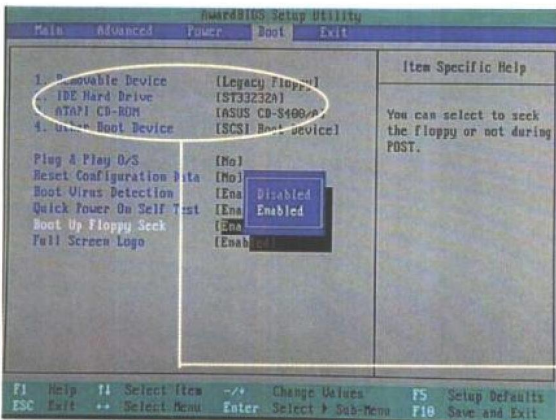 AwardBIOS Setup Utility
Main Advanced Power Boot Exit
1. Removable Device [Legacy Floppy]
. IDE Hard Drive [ST33232A]
ATAPI CD-ROM [ASUS CD-S400/A]
4. Other Boot Device [SCSI Boot Device]
Plug & Play O/S [No]
Reset Configuration Data [No]
Boot Virus Detection [Ena
Quick Power On Self Test [Ena
Boot Up Floppy Seek [Ena
Full Screen Logo [Enabled]
Disabled
Enabled
Item Specific Help
You can select to seek
the floppy or not during
POST.
F1 Help ↑↓ Select Item -/+ Change Values F5 Setup Defaults
ESC Exit ↔ Select Menu Enter Select ▸ Sub-Menu F10 Save and Exit